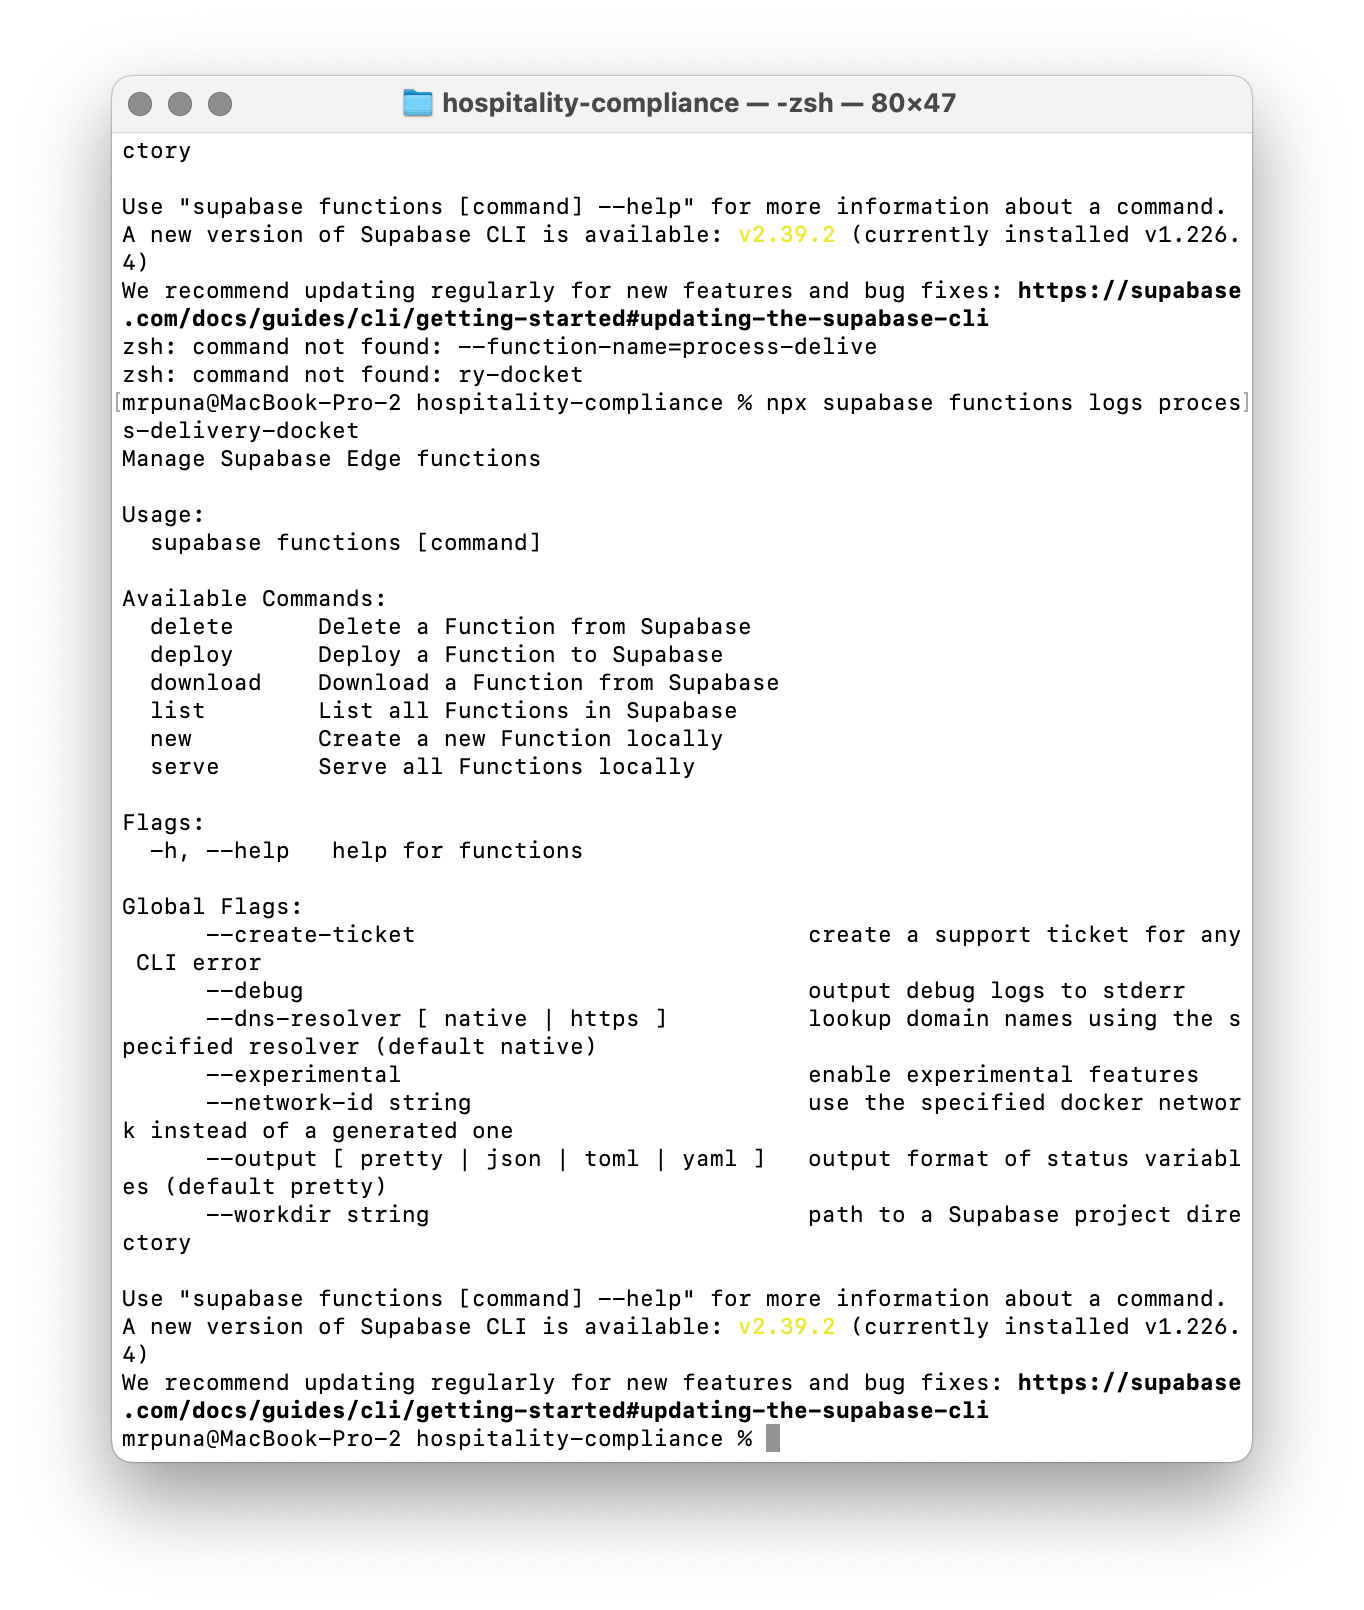 hospitality-compliance — -zsh — 80×47
ctory
Use "supabase functions [command] --help" for more information about a command.
A new version of Supabase CLI is available: v2.39.2 (currently installed v1.226.
4)
We recommend updating regularly for new features and bug fixes: https://supabase
.com/docs/guides/cli/getting-started#updating-the-supabase-cli
zsh: command not found: --function-name=process-delive
zsh: command not found: ry-docket
[mrpuna@MacBook-Pro-2 hospitality-compliance % npx supabase functions logs proces]
s-delivery-docket
Manage Supabase Edge functions
Usage:
  supabase functions [command]
Available Commands:
  delete      Delete a Function from Supabase
  deploy      Deploy a Function to Supabase
  download    Download a Function from Supabase
  list        List all Functions in Supabase
  new         Create a new Function locally
  serve       Serve all Functions locally
Flags:
  -h, --help   help for functions
Global Flags:
      --create-ticket                            create a support ticket for any
 CLI error
      --debug                                    output debug logs to stderr
      --dns-resolver [ native | https ]          lookup domain names using the s
pecified resolver (default native)
      --experimental                             enable experimental features
      --network-id string                        use the specified docker networ
k instead of a generated one
      --output [ pretty | json | toml | yaml ]   output format of status variabl
es (default pretty)
      --workdir string                           path to a Supabase project dire
ctory
Use "supabase functions [command] --help" for more information about a command.
A new version of Supabase CLI is available: v2.39.2 (currently installed v1.226.
4)
We recommend updating regularly for new features and bug fixes: https://supabase
.com/docs/guides/cli/getting-started#updating-the-supabase-cli
mrpuna@MacBook-Pro-2 hospitality-compliance %